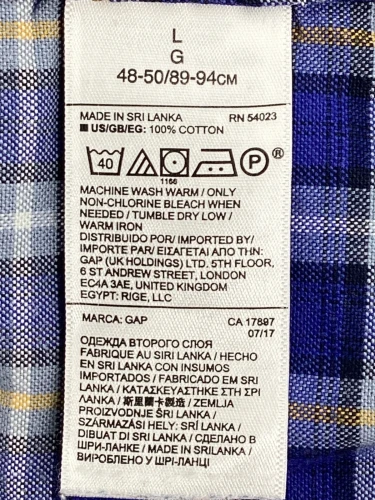 L
G
48-50/89-94CM
MADE IN SRI LANKA RN 54023
■ US/GB/EG: 100% COTTON
40 P ®
1166
MACHINE WASH WARM / ONLY
NON-CHLORINE BLEACH WHEN
NEEDED / TUMBLE DRY LOW /
WARM IRON
DISTRIBUIDO POR/IMPORTED BY/
IMPORTE PAR/ ΕΙΣΑΓΕΤΑΙ ΑΠΟ ΤΗΝ:
GAP (UK HOLDINGS) LTD. 5TH FLOOR,
6 ST ANDREW STREET, LONDON
EC4A 3AE, UNITED KINGDOM
EGYPT: RIGE, LLC
MARCA: GAP CA 17897
07/17
ОДЕЖДА ВТОРОГО СЛОЯ
FABRIQUE AU SIRI LANKA / HECHO
EN SRI LANKA CON INSUMOS
IMPORTADOS / FABRICADO EM SRI
LANKA / ΚΑΤΑΣΚΕΥΑΣΤΗΚΕ ΣΤΗ ΣΡΙ
ΛΑΝΚΑ / 斯里蘭卡製造 / ZEMLJA
PROIZVODNJE ŠRI LANKA /
SZÁRMAZÁSI HELY: SRÍ LANKA /
DIBUAT DI SRI LANKA / СДЕЛАНО В
ШРИ-ЛАНКЕ / MADE IN SRILANKA /
ВИРОБЛЕНО У ШРІ-ЛАНЦІ